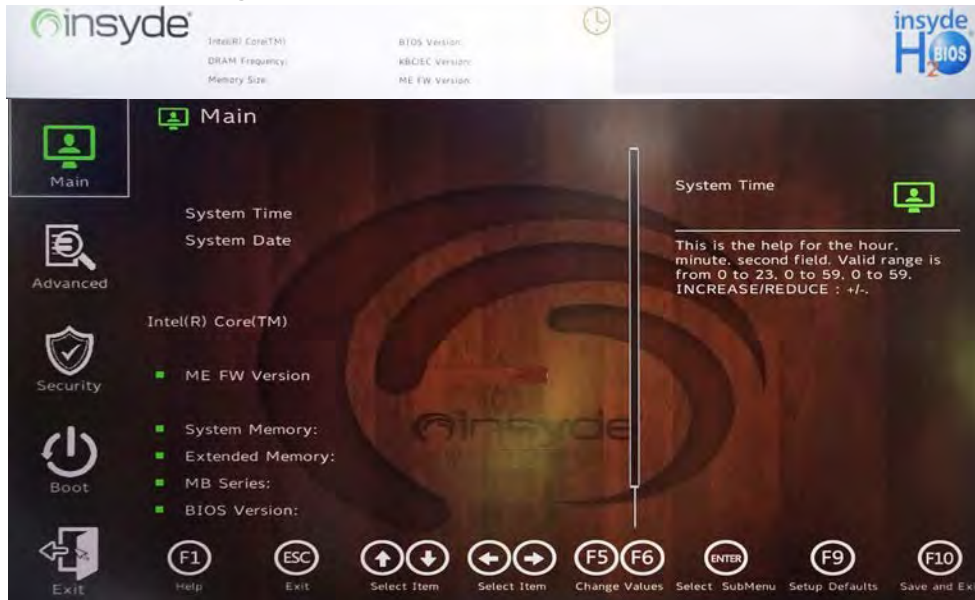 insyde
Intel(R) Core(TM)
BIOS Version:
insyde
DRAM Frequency:
KBC/EC Version:
H2O BIOS
Memory Size:
ME FW Version:
Main
Main
System Time
System Time
System Date
This is the help for the hour,
minute, second field. Valid range is
from 0 to 23, 0 to 59, 0 to 59.
INCREASE/REDUCE : +/-.
Advanced
Intel(R) Core(TM)
Security
ME FW Version
insyde
System Memory:
Extended Memory:
MB Series:
BIOS Version:
Boot
F1
ESC
F5
F6
ENTER
F9
F10
Exit
Help
Exit
Select Item
Select Item
Change Values
Select SubMenu
Setup Defaults
Save and Exi